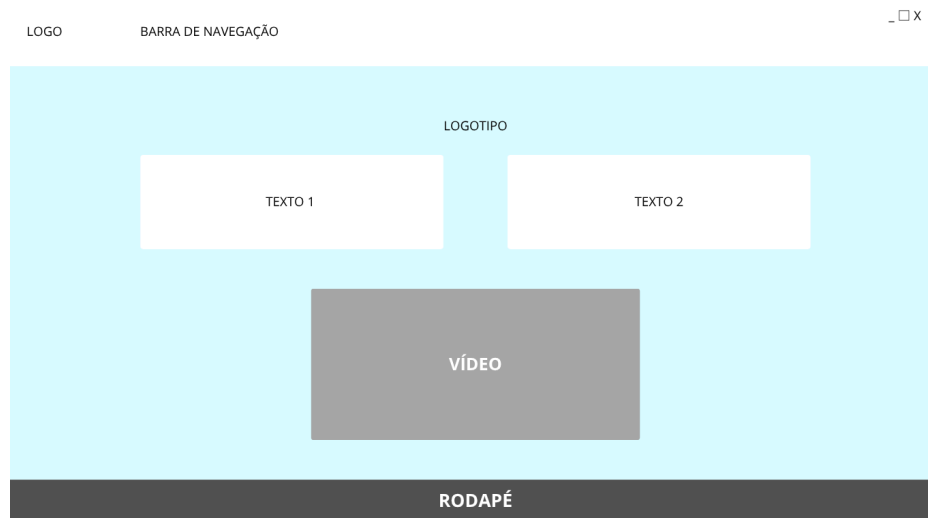 _ □ X
LOGO BARRA DE NAVEGAÇÃO
LOGOTIPO
TEXTO 1 TEXTO 2
VÍDEO
RODAPÉ